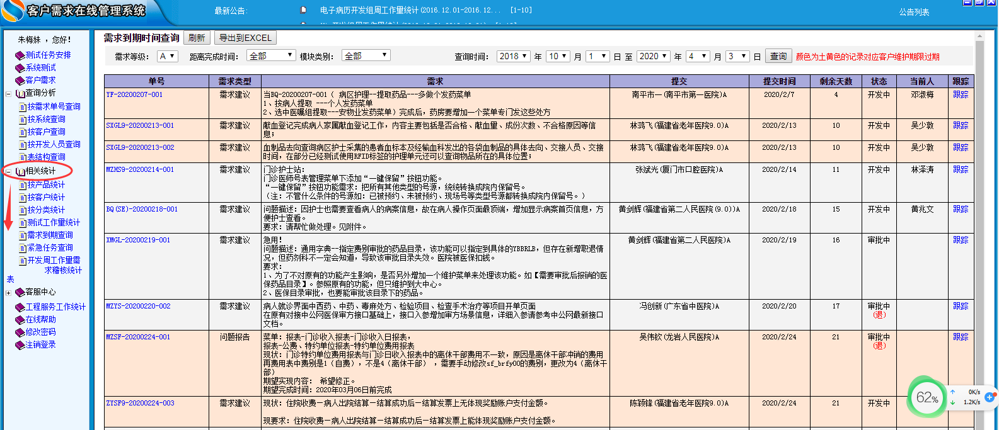 客户需求在线管理系统
最新公告:
电子病历开发组周工作量统计(2016.12.01-2016.12... [1-10]
公告列表
朱梅妹 ，您好!
测试任务安排
系统测试
客户需求
查询分析
按需求单号查询
按系统查询
按客户查询
按开发人员查询
表结构查询
相关统计
按产品统计
按客户统计
按分类统计
测试工作量统计
需求到期查询
紧急任务查询
开发周工作量需
求稽核统计
表
客服中心
工程服务工作统计
在线帮助
修改密码
注销登录
需求到期时间查询 刷新 导出到EXCEL
需求等级: A 距离完成时间: 全部 模块类别: 全部 查询时间: 2018 年 10 月 1 日 至 2020 年 4 月 3 日 查询 颜色为土黄色的记录对应客户维护期限过期
单号 需求类型 需求 提交 提交时间 剩余天数 状态 当前人 跟踪
YF-20200207-001 需求建议 当BQ-20200207-001（ 病区护理--提取药品---多做个发药菜单 南平市一(南平市第一医院)A 2020/2/7 4 开发中 邓淑梅 跟踪
1、按病人提取 ---个人发药菜单
2、选中医嘱组提取---安物业发药菜单）完成后，药房要增加一个菜单专门发这些处方
SXGL9-20200213-001 需求建议 献血登记完成病人家属献血登记工作，内容主要包括是否合格、献血量、成份次数、不合格原因等信 林鸿飞(福建省老年医院9.0)A 2020/2/13 10 开发中 吴少敦 跟踪
息；
SXGL9-20200213-002 需求建议 血制品去向查询病区护士采集的患者血标本及经输血科发出的各袋血制品的具体去向、交接人员、交接 林鸿飞(福建省老年医院9.0)A 2020/2/13 10 开发中 吴少敦 跟踪
时间，在部分已经测试使用RFID标签的护理单元还可以查询物品所在的具体位置；
MZHS9-20200214-001 需求建议 门诊护士站: 张斌光(厦门市口腔医院)A 2020/2/14 11 开发中 林泽涛 跟踪
门诊医师号表管理菜单下添加“一键保留”按钮功能。
“一键保留”按钮功能需求: 把所有其他类型的号源，统统转换成院内保留号。
（注: 不管什么条件的号源如: 已被预约、未被预约、现场号等类型号源都转换成院内保留号。）
BQ(SE)-20200218-001 需求建议 问题描述: 因护士也需要查看病人的病案信息，故在病人操作页面最顶端，增加显示病案首页信息，方 黄剑辉(福建省第二人民医院(9.0))A 2020/2/18 15 开发中 黄兆文 跟踪
便护士查看。
要求: 请帮忙做处理。见附件。
XMGL-20200219-001 需求建议 急用! 黄剑辉(福建省第二人民医院)A 2020/2/19 16 审批中 跟踪
问题描述: 通用字典--指定费别审批的药品目录，该功能可以指定到具体的YBBRLB，但存在新增职退情
况，但药剂科不一定会知道，导致该审批目录失效。医院被医保扣钱。
要求:
1、为了不对原有的功能产生影响，是否另外增加一个维护菜单来处理该功能。如【需要审批后报销的医
保药品目录】。参照原有的功能，但只维护到大中心。
2、医保目录审批，也要能审批该目录下的药品。
MZYS-20200220-002 需求建议 病人就诊界面中西药、中药、毒麻处方、检验项目、检查手术治疗等项目开单页面 冯创新(广东省中医院)A 2020/2/20 17 审批中 跟踪
在原有对接中公网医保审方接口基础上，接口入参增加审方场景信息，详细入参请参考中公网最新接口 (退)
文档。
MZSF-20200224-001 问题报告 菜单: 报表-门诊收入报表-门诊收入日报表， 吴伟钦(龙岩人民医院)A 2020/2/24 21 审批中 跟踪
报表-公费、特约单位报表-特约单位费用报表 (退)
现状: 门诊特约单位费用报表与门诊日收入报表中的离休干部费用不一致，原因是离休干部冲销的费用
再费用表中费别是1（自费），不是4（离休干部） ，需要手动修改sf_brfy00的费别，更改为4（离休干
部）
期望实现内容: 希望修正。
期望完成时间: 2020年03月06日前完成
ZYSF9-20200224-003 需求建议 现状: 住院收费—病人出院结算—结算成功后—结算发票上无体现奖励账户支付金额。 陈颖锋(福建省老年医院9.0)A 2020/2/24 21 开发中 跟踪
现要求: 住院收费—病人出院结算—结算成功后—结算发票上能体现奖励账户支付金额。
62%
0K/s
1.2K/s